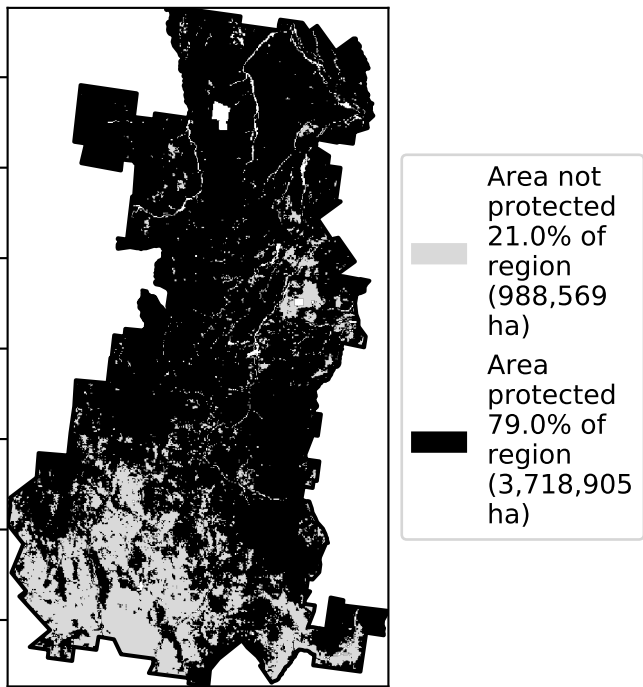 Area not
protected
21.0% of
region
(988,569
ha)
Area
protected
79.0% of
region
(3,718,905
ha)